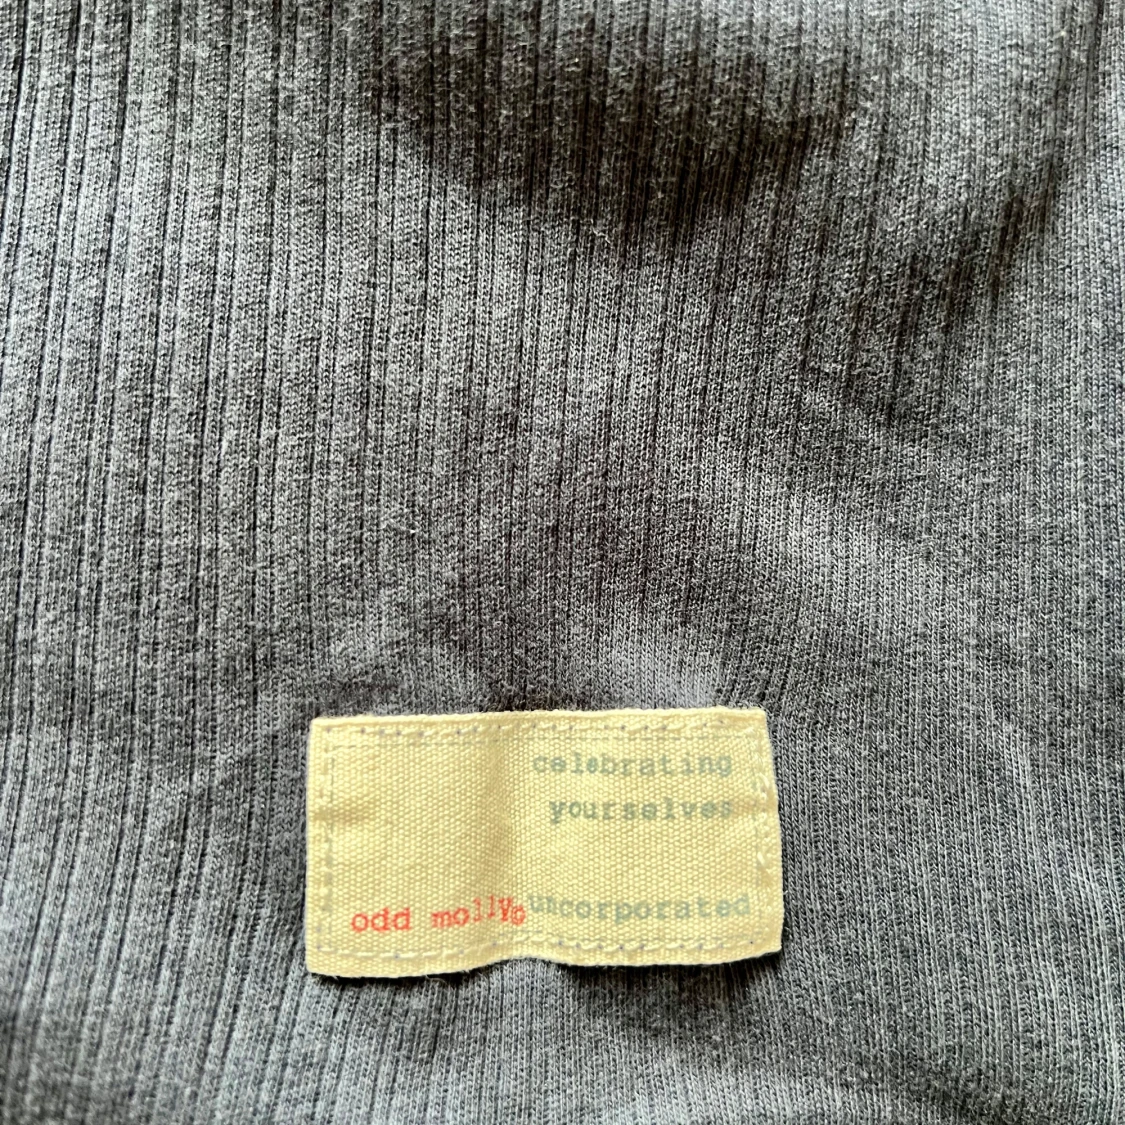 celebrating
yourselves
odd molly© uncorporated